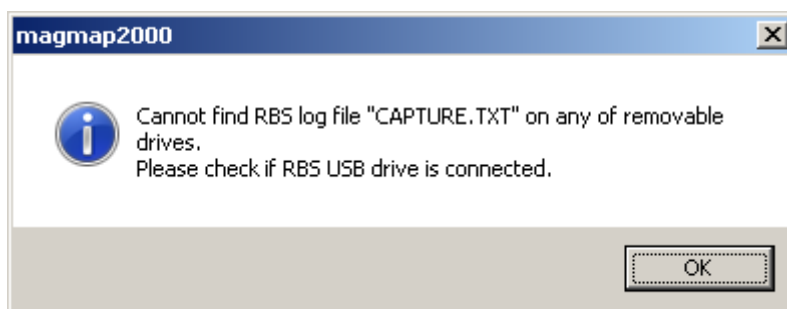 magmap2000
Cannot find RBS log file "CAPTURE.TXT" on any of removable
drives.
Please check if RBS USB drive is connected.
OK